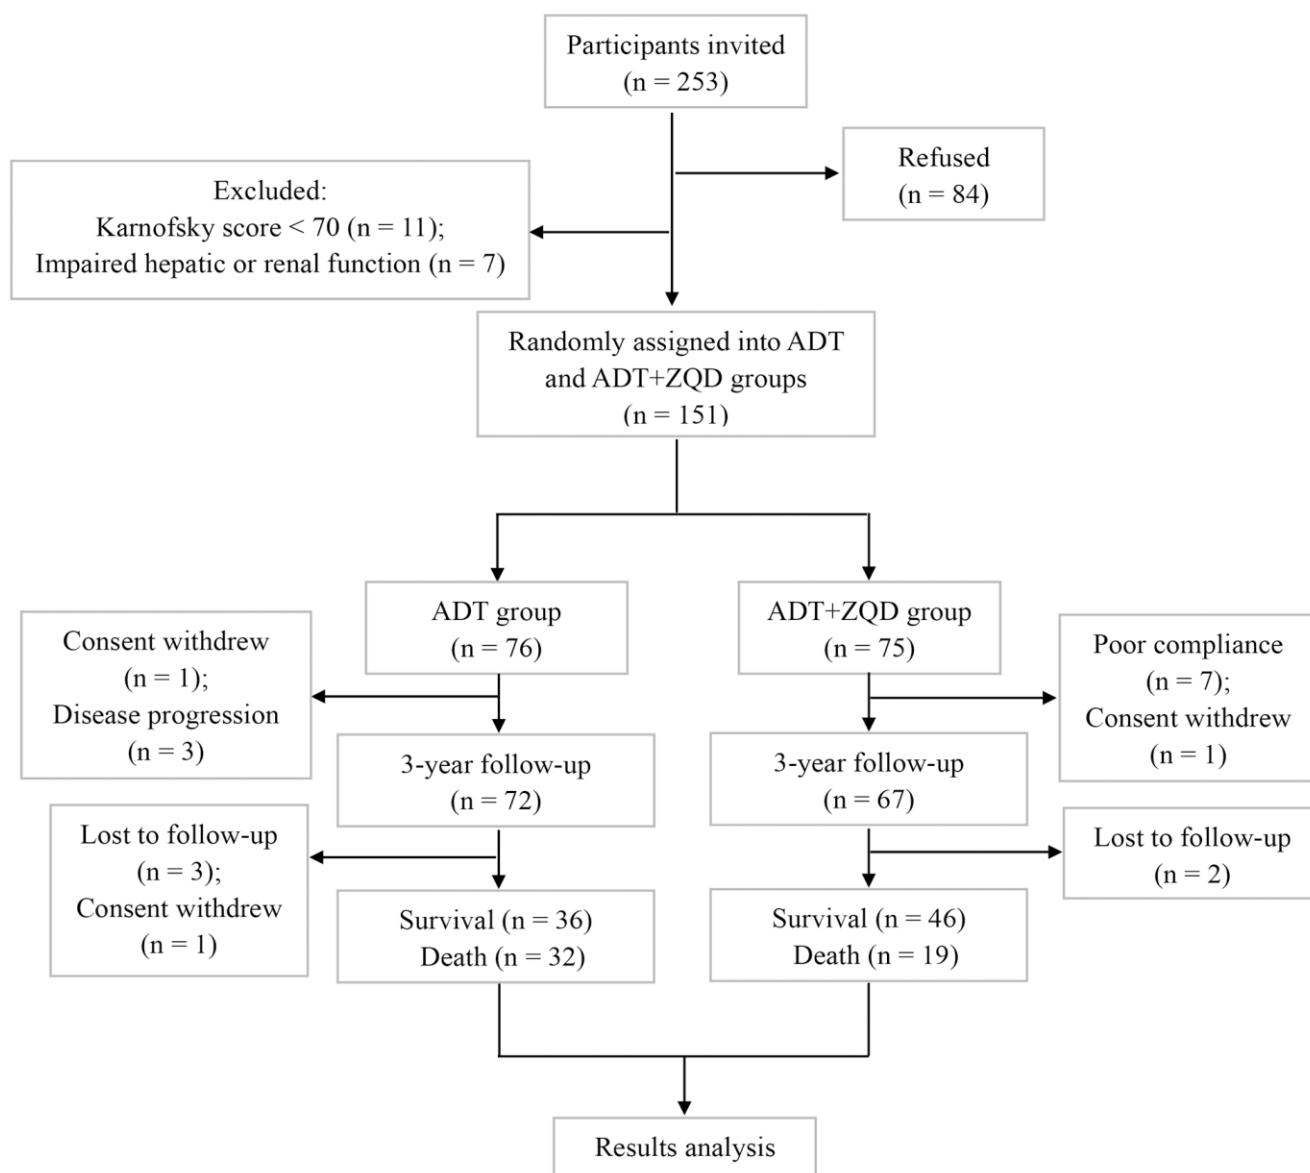 Participants invited
(n = 253)
Refused
(n = 84)
Excluded:
Karnofsky score < 70 (n = 11);
Impaired hepatic or renal function (n = 7)
Randomly assigned into ADT
and ADT+ZQD groups
(n = 151)
ADT group
(n = 76)
ADT+ZQD group
(n = 75)
Consent withdrew
(n = 1);
Disease progression
(n = 3)
Poor compliance
(n = 7);
Consent withdrew
(n = 1)
3-year follow-up
(n = 72)
3-year follow-up
(n = 67)
Lost to follow-up
(n = 3);
Consent withdrew
(n = 1)
Lost to follow-up
(n = 2)
Survival (n = 36)
Death (n = 32)
Survival (n = 46)
Death (n = 19)
Results analysis